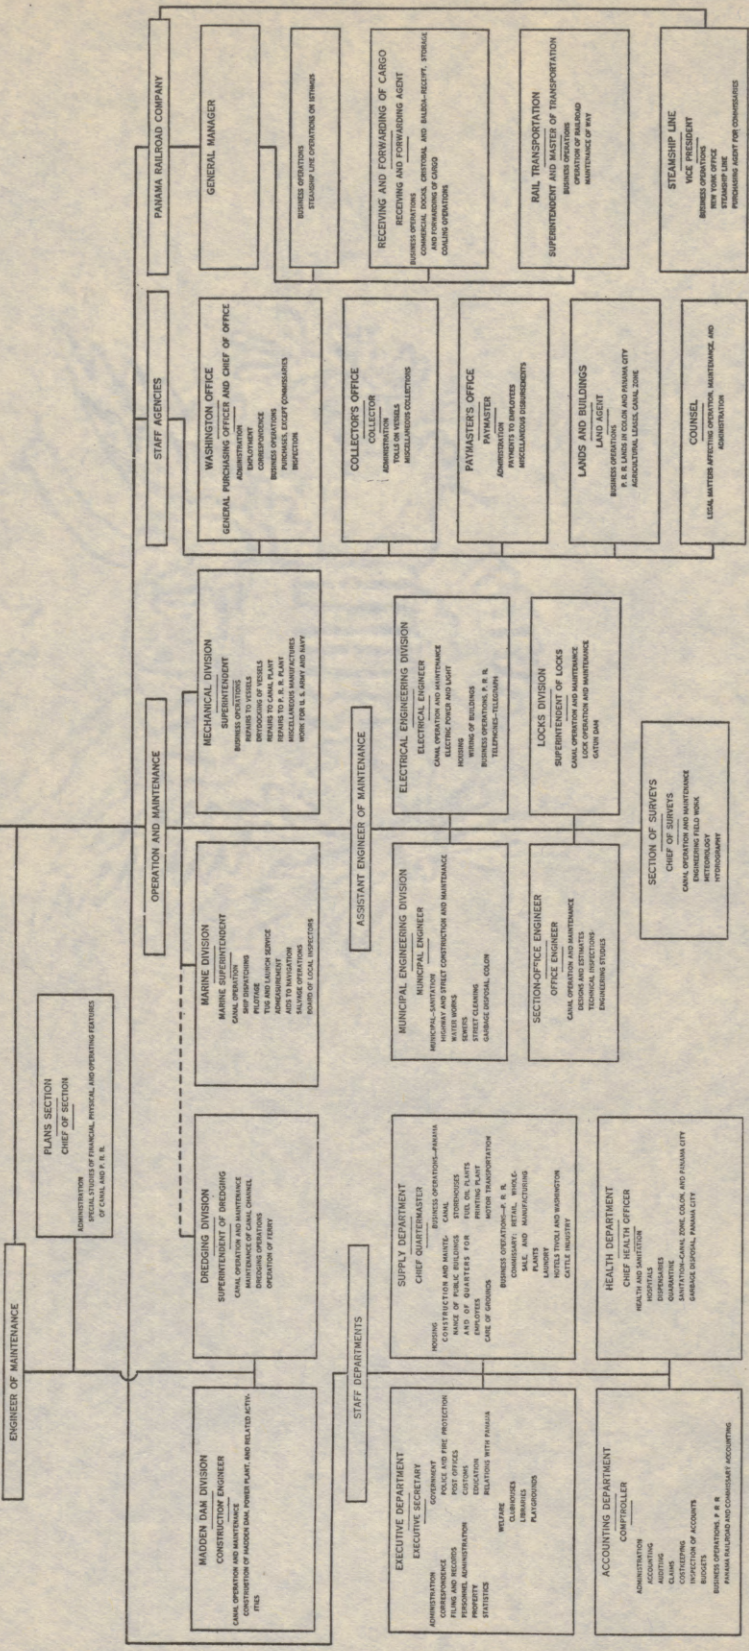 ENGINEER OF MAINTENANCE
PLANS SECTION
CHIEF OF SECTION
ADMINISTRATION
SPECIAL STUDIES OF FINANCIAL, PHYSICAL, AND OPERATING FEATURES
OF CANAL AND P. R. R.
OPERATION AND MAINTENANCE
STAFF AGENCIES
PANAMA RAILROAD COMPANY
MADDEN DAM DIVISION
CONSTRUCTION ENGINEER
CANAL OPERATION AND MAINTENANCE
CONSTRUCTION OF MADDEN DAM, POWER PLANT, AND RELATED ACTIV-
ITIES
DREDGING DIVISION
SUPERINTENDENT OF DREDGING
CANAL OPERATION AND MAINTENANCE
MAINTENANCE OF CANAL CHANNEL
DREDGING OPERATIONS
OPERATION OF FERRY
MARINE DIVISION
MARINE SUPERINTENDENT
CANAL OPERATION
SHIP DISPATCHING
PILOTAGE
TUG AND LAUNCH SERVICE
ADMEASUREMENT
AIDS TO NAVIGATION
SALVAGE OPERATIONS
BOARD OF LOCAL INSPECTORS
MECHANICAL DIVISION
SUPERINTENDENT
BUSINESS OPERATIONS
REPAIRS TO VESSELS
DRYDOCKING OF VESSELS
REPAIRS TO CANAL PLANT
REPAIRS TO P. R. R. PLANT
MISCELLANEOUS MANUFACTURES
WORK FOR U. S. ARMY AND NAVY
WASHINGTON OFFICE
GENERAL PURCHASING OFFICER AND CHIEF OF OFFICE
ADMINISTRATION
EMPLOYMENT
CORRESPONDENCE
BUSINESS OPERATIONS
PURCHASES, EXCEPT COMMISSARIES
INSPECTION
GENERAL MANAGER
BUSINESS OPERATIONS
STEAMSHIP LINE OPERATIONS ON ISTHMUS
STAFF DEPARTMENTS
ASSISTANT ENGINEER OF MAINTENANCE
COLLECTOR'S OFFICE
COLLECTOR
ADMINISTRATION
TOLLS ON VESSELS
MISCELLANEOUS COLLECTIONS
RECEIVING AND FORWARDING OF CARGO
RECEIVING AND FORWARDING AGENT
BUSINESS OPERATIONS
COMMERCIAL DOCKS, CRISTOBAL AND BALBOA—RECEIPT, STORAGE
AND FORWARDING OF CARGO
COALING OPERATIONS
EXECUTIVE DEPARTMENT
EXECUTIVE SECRETARY
ADMINISTRATION
CORRESPONDENCE
FILING AND RECORDS
PERSONNEL ADMINISTRATION
PROPERTY
STATISTICS
GOVERNMENT
POLICE AND FIRE PROTECTION
POST OFFICES
CUSTOMS
EDUCATION
RELATIONS WITH PANAMA
WELFARE
CLUBHOUSES
LIBRARIES
PLAYGROUNDS
SUPPLY DEPARTMENT
CHIEF QUARTERMASTER
HOUSING
CONSTRUCTION AND MAINTE-
NANCE OF PUBLIC BUILDINGS
AND OF QUARTERS FOR
EMPLOYEES
CARE OF GROUNDS
BUSINESS OPERATIONS—PANAMA
CANAL
STOREHOUSES
FUEL OIL PLANTS
PRINTING PLANT
MOTOR TRANSPORTATION
BUSINESS OPERATIONS—P. R. R.
COMMISSARY: RETAIL, WHOLE-
SALE, AND MANUFACTURING
PLANTS
LAUNDRY
HOTELS TIVOLI AND WASHINGTON
CATTLE INDUSTRY
MUNICIPAL ENGINEERING DIVISION
MUNICIPAL ENGINEER
MUNICIPAL-SANITATION
HIGHWAY AND STREET CONSTRUCTION AND MAINTENANCE
WATER WORKS
SEWERS
STREET CLEANING
GARBAGE DISPOSAL, COLON
ELECTRICAL ENGINEERING DIVISION
ELECTRICAL ENGINEER
CANAL OPERATION AND MAINTENANCE
ELECTRIC POWER AND LIGHT
HOUSING
WIRING OF BUILDINGS
BUSINESS OPERATIONS, P. R. R.
TELEPHONES-TELEGRAPH
PAYMASTER'S OFFICE
PAYMASTER
ADMINISTRATION
PAYMENTS TO EMPLOYEES
MISCELLANEOUS DISBURSEMENTS
RAIL TRANSPORTATION
SUPERINTENDENT AND MASTER OF TRANSPORTATION
BUSINESS OPERATIONS
OPERATION OF RAILROAD
MAINTENANCE OF WAY
SECTION-OFFICE ENGINEER
OFFICE ENGINEER
CANAL OPERATION AND MAINTENANCE
DESIGNS AND ESTIMATES
TECHNICAL INSPECTIONS
ENGINEERING STUDIES
LOCKS DIVISION
SUPERINTENDENT OF LOCKS
CANAL OPERATION AND MAINTENANCE
LOCK OPERATION AND MAINTENANCE
GATUN DAM
LANDS AND BUILDINGS
LAND AGENT
BUSINESS OPERATIONS
P. R. R. LANDS IN COLON AND PANAMA CITY
AGRICULTURAL LEASES, CANAL ZONE
ACCOUNTING DEPARTMENT
COMPTROLLER
ADMINISTRATION
ACCOUNTING
AUDITING
CLAIMS
COSTKEEPING
INSPECTION OF ACCOUNTS
BUDGETS
BUSINESS OPERATIONS, P R R
PANAMA RAILROAD AND COMMISSARY ACCOUNTING
HEALTH DEPARTMENT
CHIEF HEALTH OFFICER
HEALTH AND SANITATION
HOSPITALS
DISPENSARIES
QUARANTINE
SANITATION—CANAL ZONE, COLON, AND PANAMA CITY
GARBAGE DISPOSAL, PANAMA CITY
SECTION OF SURVEYS
CHIEF OF SURVEYS
CANAL OPERATION AND MAINTENANCE
ENGINEERING FIELD WORK
METEOROLOGY
HYDROGRAPHY
COUNSEL
LEGAL MATTERS AFFECTING OPERATION, MAINTENANCE, AND
ADMINISTRATION
STEAMSHIP LINE
VICE PRESIDENT
BUSINESS OPERATIONS
NEW YORK OFFICE
STEAMSHIP LINE
PURCHASING AGENT FOR COMMISSARIES